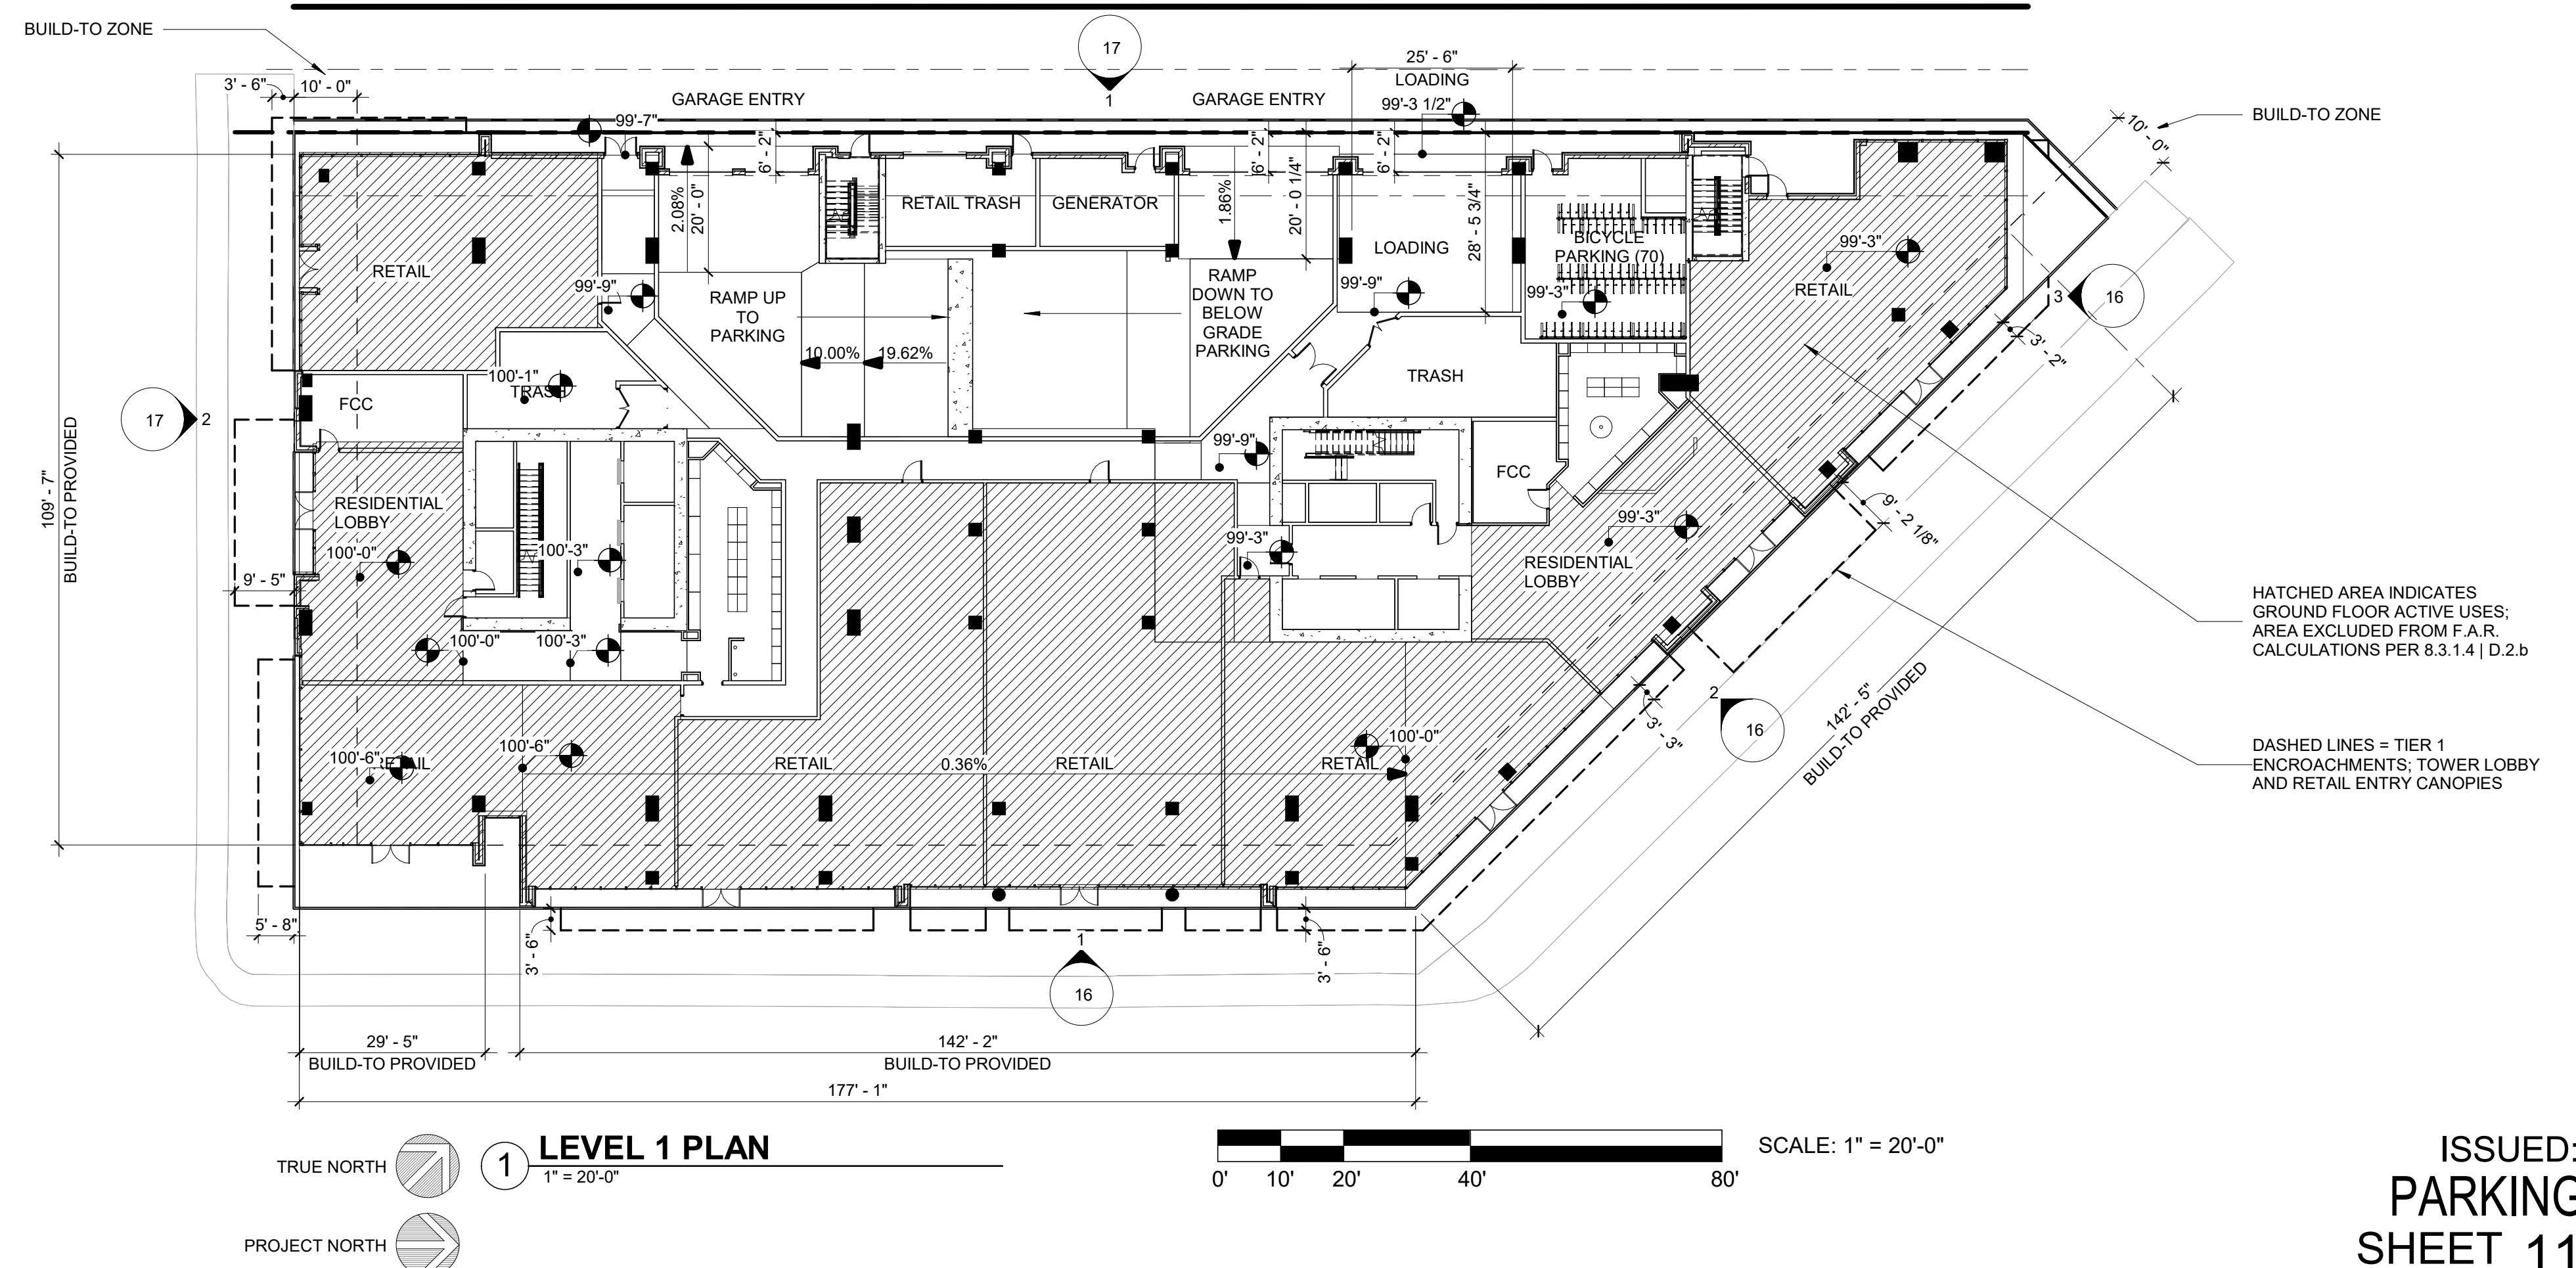 BUILD-TO ZONE
17
1
25' - 6"
LOADING
3' - 6"
10' - 0"
GARAGE ENTRY
GARAGE ENTRY
99'-3 1/2"
99'-7"
BUILD-TO ZONE
10' - 0"
6' - 2"
6' - 2"
6' - 2"
2.08%
20' - 0"
1.86%
20' - 0 1/4"
28' - 5 3/4"
RETAIL TRASH
GENERATOR
LOADING
BICYCLE
PARKING (70)
99'-3"
RETAIL
RETAIL
99'-9"
RAMP UP
TO
PARKING
RAMP
DOWN TO
BELOW
GRADE
PARKING
99'-9"
99'-3"
3
16
3' - 2"
10.00%
19.62%
100'-1"
TRASH
TRASH
FCC
17
2
109' - 7"
BUILD-TO PROVIDED
99'-9"
FCC
RESIDENTIAL
LOBBY
100'-0"
100'-3"
99'-3"
99'-3"
RESIDENTIAL
LOBBY
9' - 2 1/8"
9' - 5"
100'-0"
100'-3"
HATCHED AREA INDICATES
GROUND FLOOR ACTIVE USES;
AREA EXCLUDED FROM F.A.R.
CALCULATIONS PER 8.3.1.4 | D.2.b
2
16
3' - 3"
142' - 5"
BUILD-TO PROVIDED
100'-6"
RETAIL
100'-6"
RETAIL
0.36%
RETAIL
RETAIL
100'-0"
DASHED LINES = TIER 1
ENCROACHMENTS; TOWER LOBBY
AND RETAIL ENTRY CANOPIES
5' - 8"
3' - 6"
3' - 6"
1
16
29' - 5"
BUILD-TO PROVIDED
142' - 2"
BUILD-TO PROVIDED
177' - 1"
TRUE NORTH
1
LEVEL 1 PLAN
1" = 20'-0"
0'
10'
20'
40'
80'
SCALE: 1" = 20'-0"
PROJECT NORTH
ISSUED:
PARKING
SHEET 11